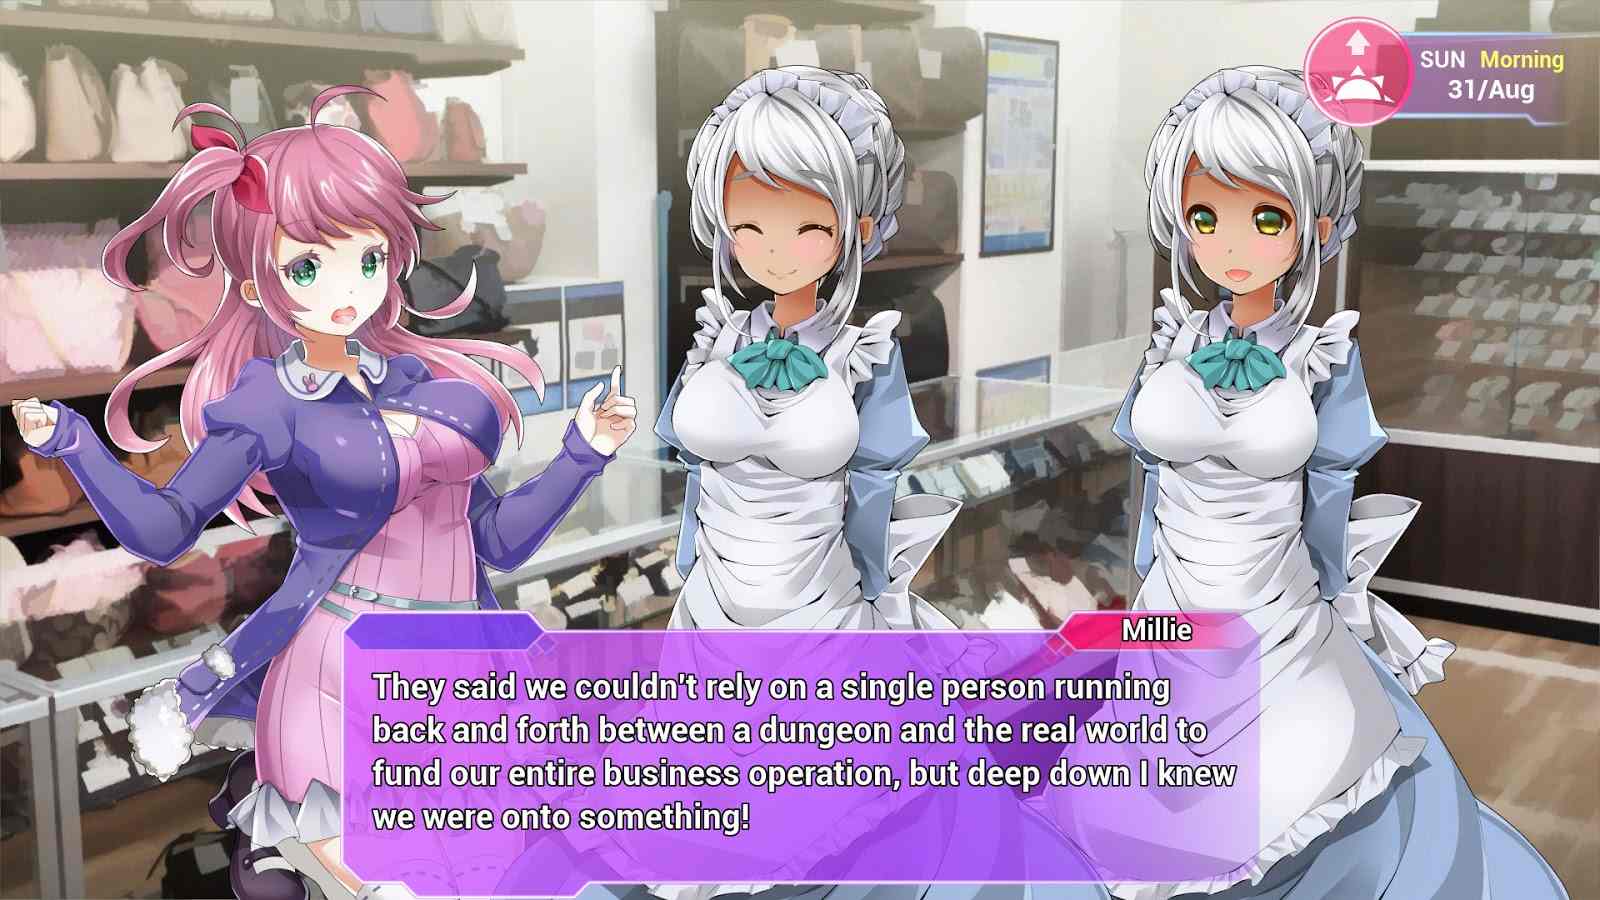 SUN Morning
31/Aug
Millie
They said we couldn't rely on a single person running
back and forth between a dungeon and the real world to
fund our entire business operation, but deep down I knew
we were onto something!